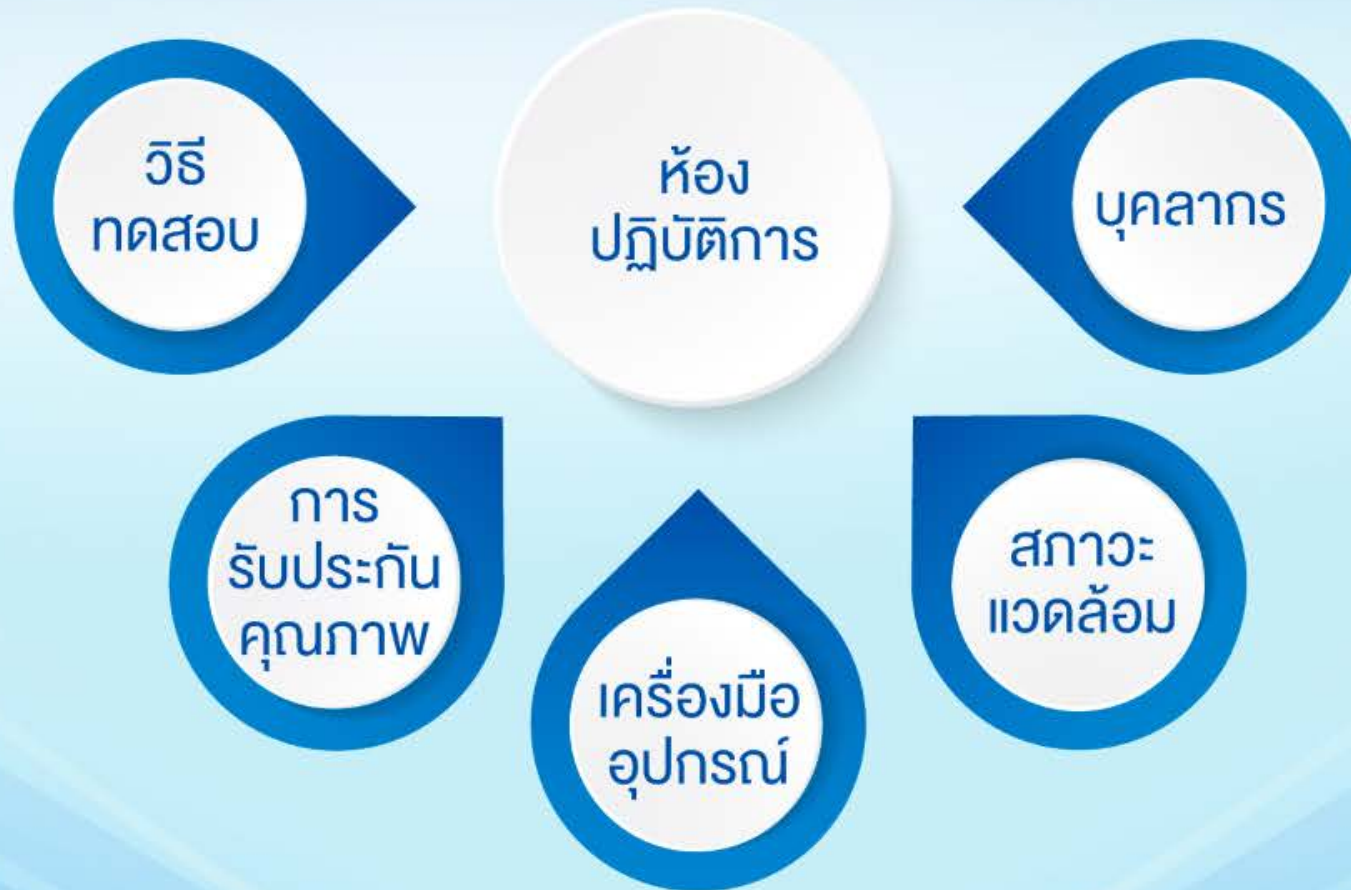 วิธี
ทดสอบ
ห้อง
ปฏิบัติการ
บุคลากร
การ
รับประกัน
คุณภาพ
เครื่องมือ
อุปกรณ์
สภาวะ
แวดล้อม